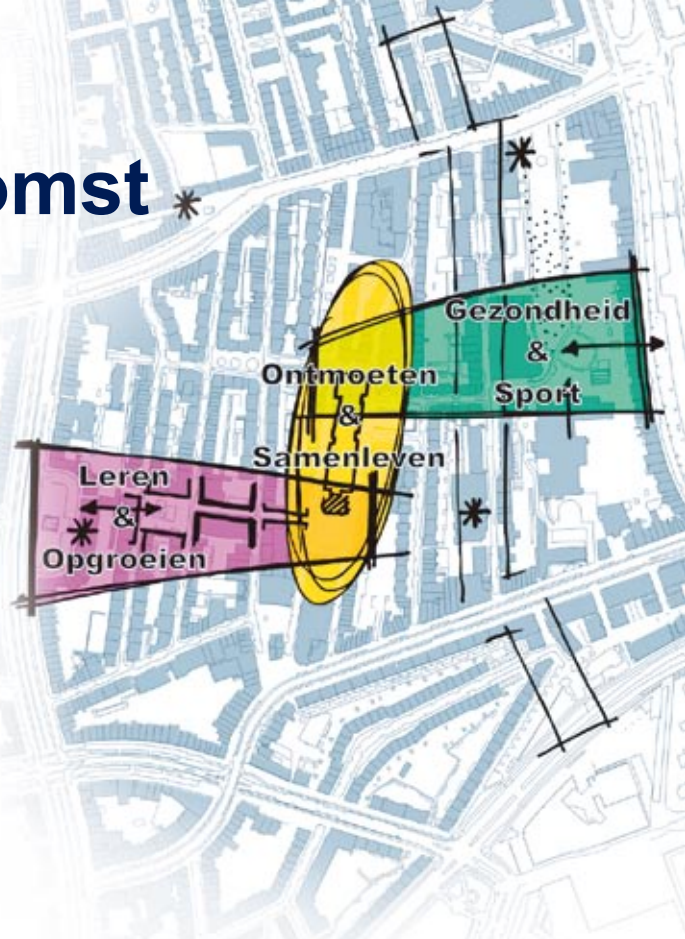 omst
Gezondheid
&
Sport
Ontmoeten
&
Samenleven
Leren
&
Opgroeien